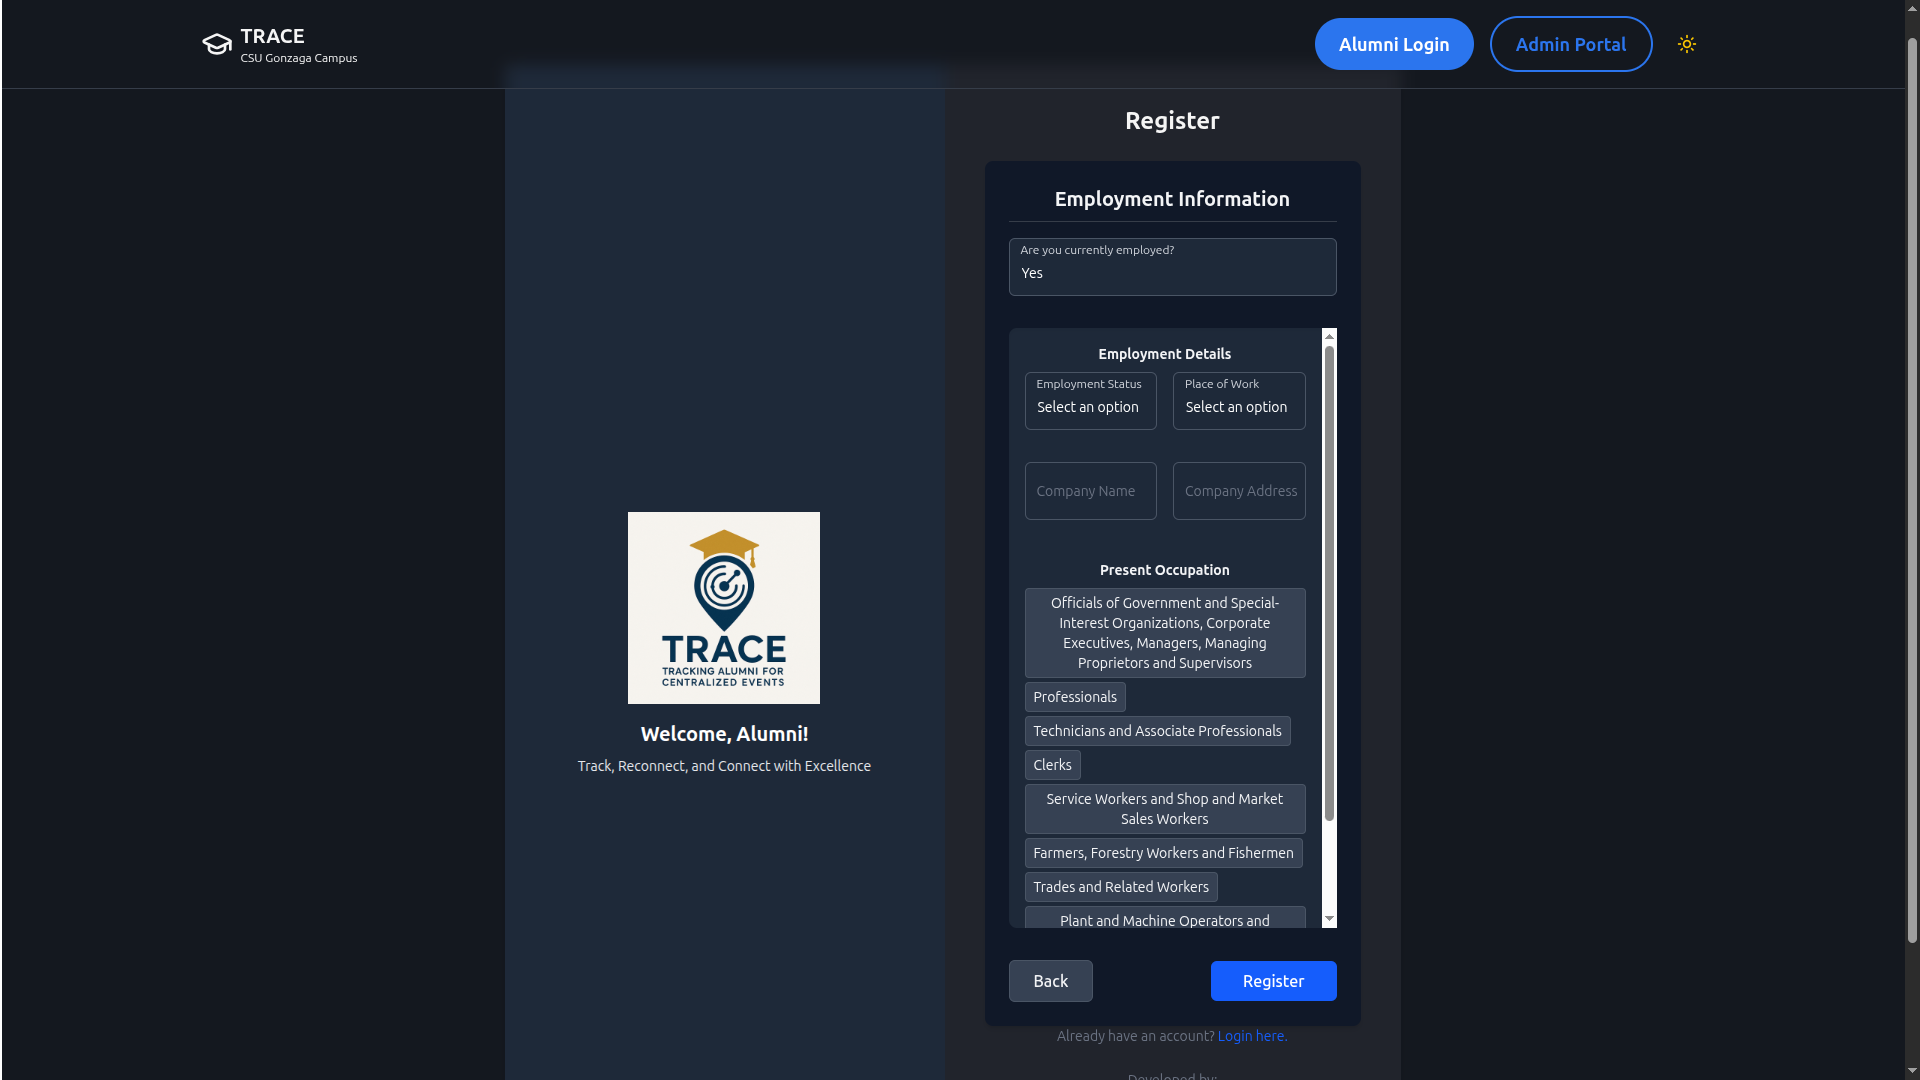 TRACE
CSU Gonzaga Campus
Alumni Login
Admin Portal
TRACE
TRACKING ALUMNI FOR
CENTRALIZED EVENTS
Welcome, Alumni!
Track, Reconnect, and Connect with Excellence
Register
Employment Information
Are you currently employed?
Yes
Employment Details
Employment Status
Select an option
Place of Work
Select an option
Company Name
Company Address
Present Occupation
Officials of Government and Special-
Interest Organizations, Corporate
Executives, Managers, Managing
Proprietors and Supervisors
Professionals
Technicians and Associate Professionals
Clerks
Service Workers and Shop and Market
Sales Workers
Farmers, Forestry Workers and Fishermen
Trades and Related Workers
Plant and Machine Operators and
Back
Register
Already have an account? Login here.
Developed by: